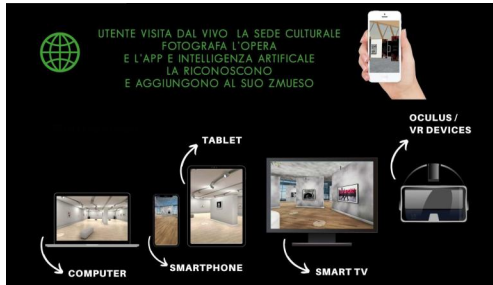 UTENTE VISITA DAL VIVO LA SEDE CULTURALE
FOTOGRAFA L'OPERA
E L'APP E INTELLIGENZA ARTIFICALE
LA RICONOSCONO
E AGGIUNGONO AL SUO ZMUESO
OCULUS /
VR DEVICES
TABLET
COMPUTER
SMARTPHONE
SMART TV